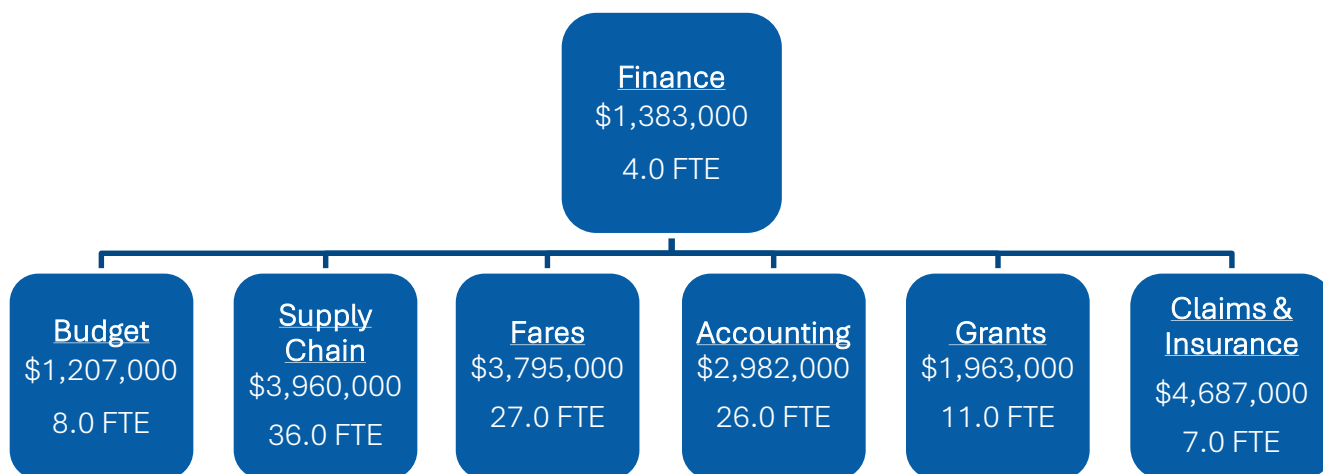 Finance
$1,383,000
4.0 FTE
Budget
$1,207,000
8.0 FTE
Supply
Chain
$3,960,000
36.0 FTE
Fares
$3,795,000
27.0 FTE
Accounting
$2,982,000
26.0 FTE
Grants
$1,963,000
11.0 FTE
Claims &
Insurance
$4,687,000
7.0 FTE